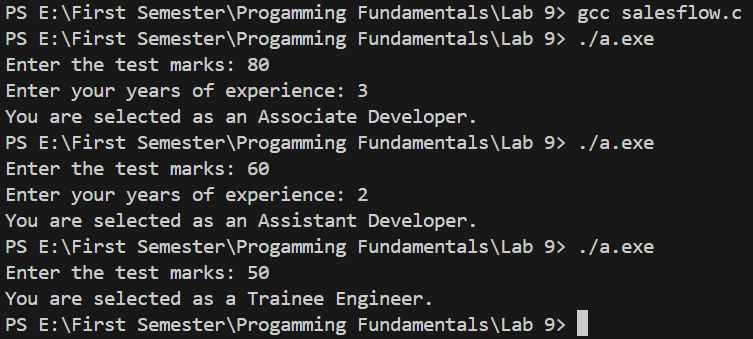 PS E:\First Semester\Progamming Fundamentals\Lab 9> gcc salesflow.c
PS E:\First Semester\Progamming Fundamentals\Lab 9> ./a.exe
Enter the test marks: 80
Enter your years of experience: 3
You are selected as an Associate Developer.
PS E:\First Semester\Progamming Fundamentals\Lab 9> ./a.exe
Enter the test marks: 60
Enter your years of experience: 2
You are selected as an Assistant Developer.
PS E:\First Semester\Progamming Fundamentals\Lab 9> ./a.exe
Enter the test marks: 50
You are selected as a Trainee Engineer.
PS E:\First Semester\Progamming Fundamentals\Lab 9>